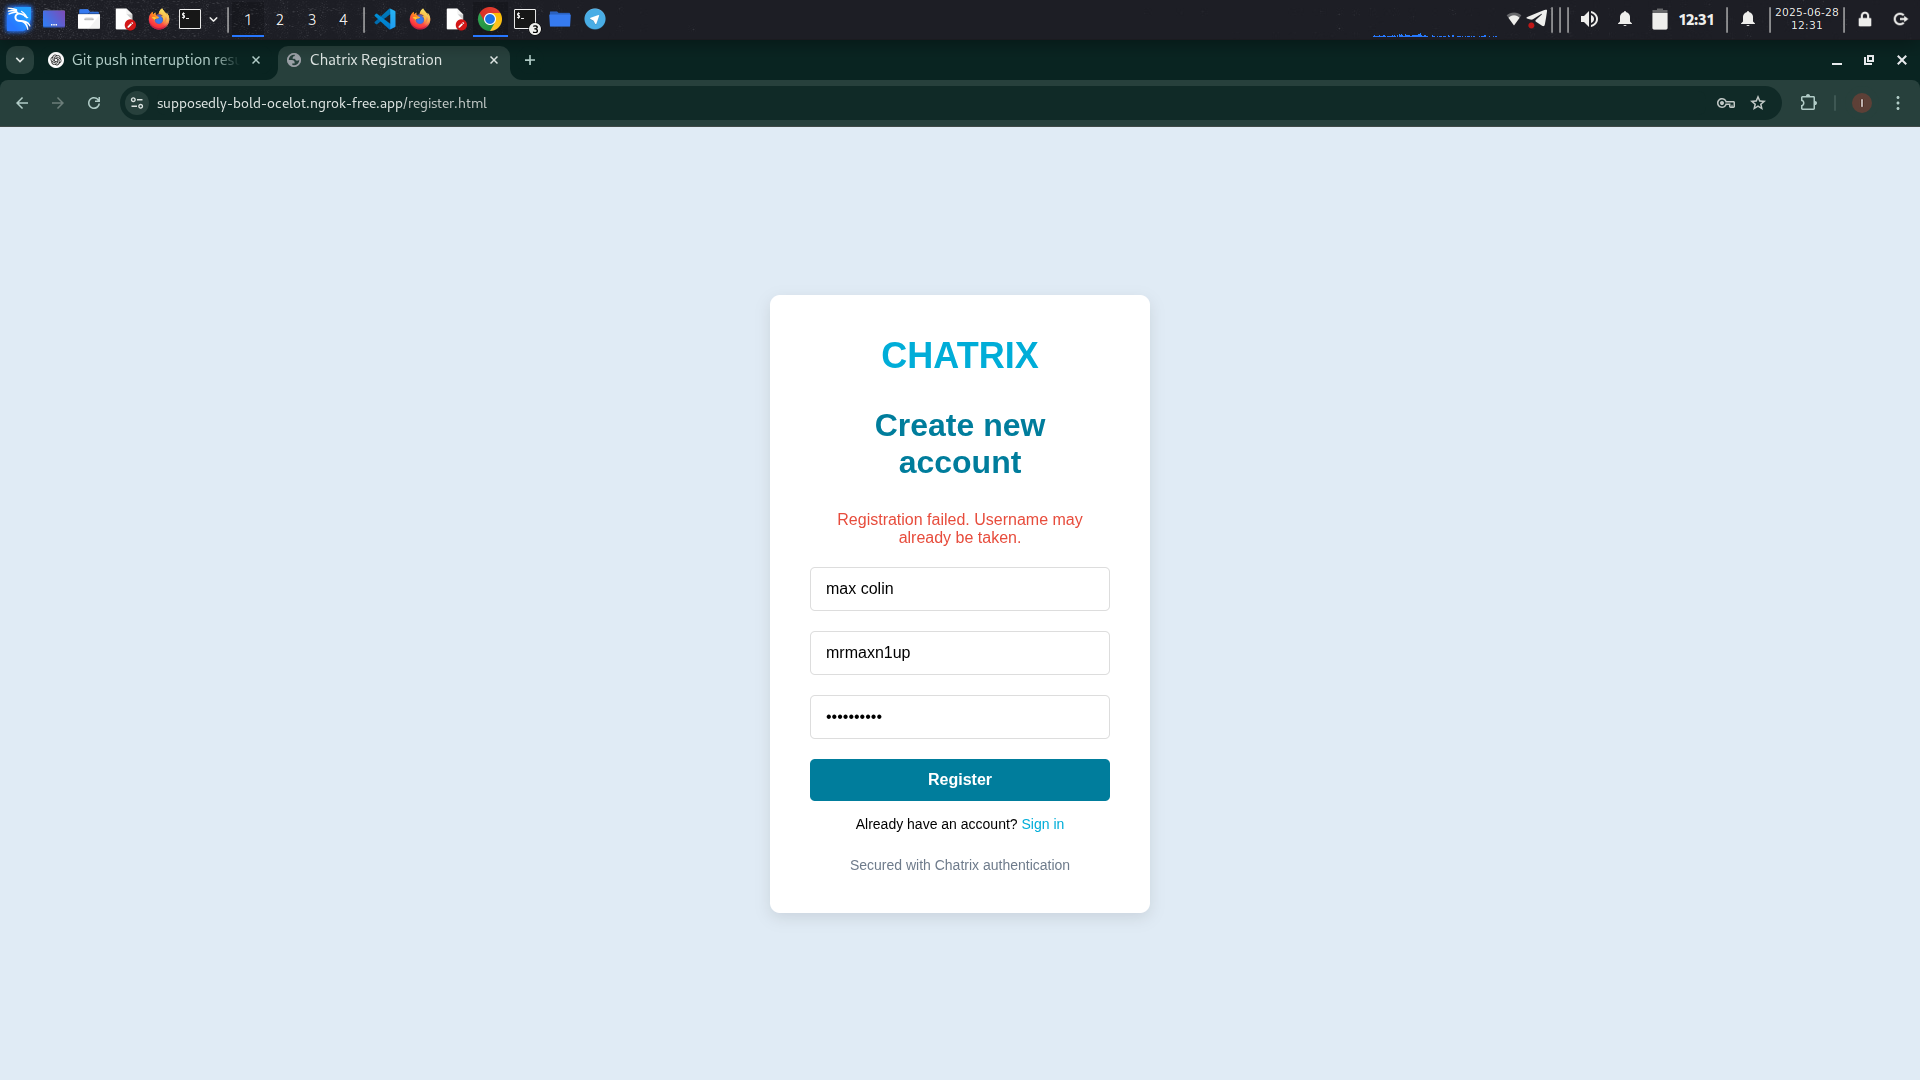 1 2 3 4 3 12:31 2025-06-28
12:31
Git push interruption res
Chatrix Registration
supposedly-bold-ocelot.ngrok-free.app/register.html
I
CHATRIX
Create new
account
Registration failed. Username may
already be taken.
max colin
mrmaxn1up
••••••••••
Register
Already have an account? Sign in
Secured with Chatrix authentication